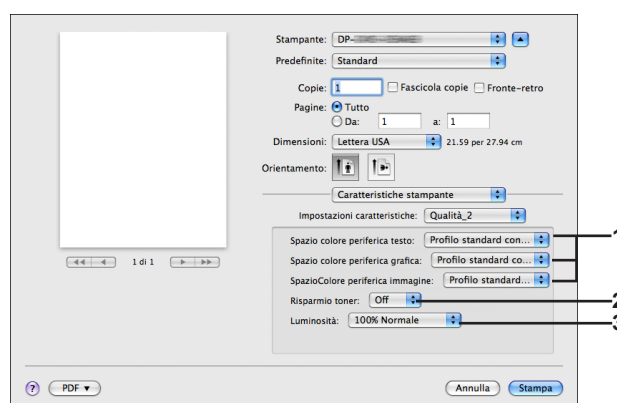 Stampante: DP-
Predefinite: Standard
Copie: 1 Fascicola copie Fronte-retro
Pagine: Tutto
Da: 1 a: 1
Dimensioni: Lettera USA 21.59 per 27.94 cm
Orientamento:
Caratteristiche stampante
Impostazioni caratteristiche: Qualità_2
Spazio colore periferica testo: Profilo standard con... 1
Spazio colore periferica grafica: Profilo standard co...
1 di 1
SpazioColore periferica immagine: Profilo standard...
Risparmio toner: Off 2
Luminosità: 100% Normale 3
? PDF ▼ Annulla Stampa